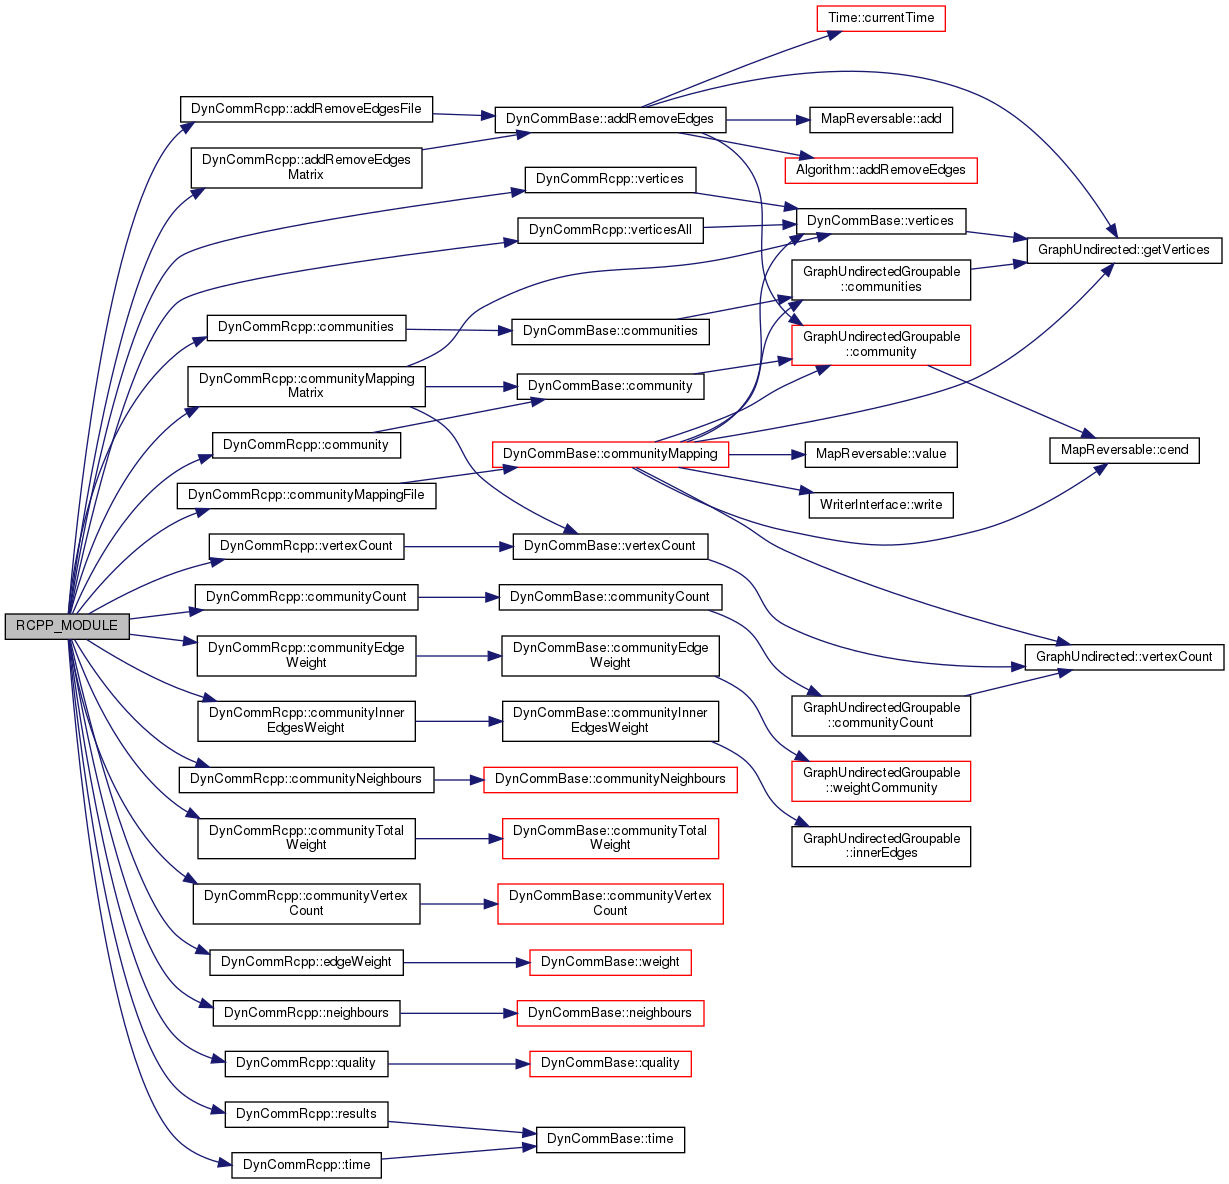 Time::currentTime
DynCommRcpp::addRemoveEdgesFile
DynCommBase::addRemoveEdges
MapReversable::add
DynCommRcpp::addRemoveEdges
Matrix
Algorithm::addRemoveEdges
DynCommRcpp::vertices
DynCommBase::vertices
DynCommRcpp::verticesAll
GraphUndirected::getVertices
GraphUndirectedGroupable
::communities
DynCommRcpp::communities
DynCommBase::communities
GraphUndirectedGroupable
::community
DynCommRcpp::communityMapping
Matrix
DynCommBase::community
DynCommRcpp::community
DynCommBase::communityMapping
MapReversable::value
MapReversable::cend
DynCommRcpp::communityMappingFile
WriterInterface::write
DynCommRcpp::vertexCount
DynCommBase::vertexCount
DynCommRcpp::communityCount
DynCommBase::communityCount
RCPP_MODULE
DynCommRcpp::communityEdge
Weight
DynCommBase::communityEdge
Weight
GraphUndirected::vertexCount
DynCommRcpp::communityInner
EdgesWeight
DynCommBase::communityInner
EdgesWeight
GraphUndirectedGroupable
::communityCount
DynCommRcpp::communityNeighbours
DynCommBase::communityNeighbours
GraphUndirectedGroupable
::weightCommunity
DynCommRcpp::communityTotal
Weight
DynCommBase::communityTotal
Weight
GraphUndirectedGroupable
::innerEdges
DynCommRcpp::communityVertex
Count
DynCommBase::communityVertex
Count
DynCommRcpp::edgeWeight
DynCommBase::weight
DynCommRcpp::neighbours
DynCommBase::neighbours
DynCommRcpp::quality
DynCommBase::quality
DynCommRcpp::results
DynCommBase::time
DynCommRcpp::time